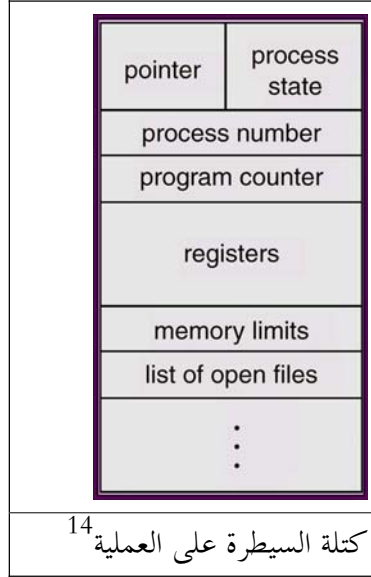 pointer
process
state
process number
program counter
registers
memory limits
list of open files
كتلة السيطرة على العملية14